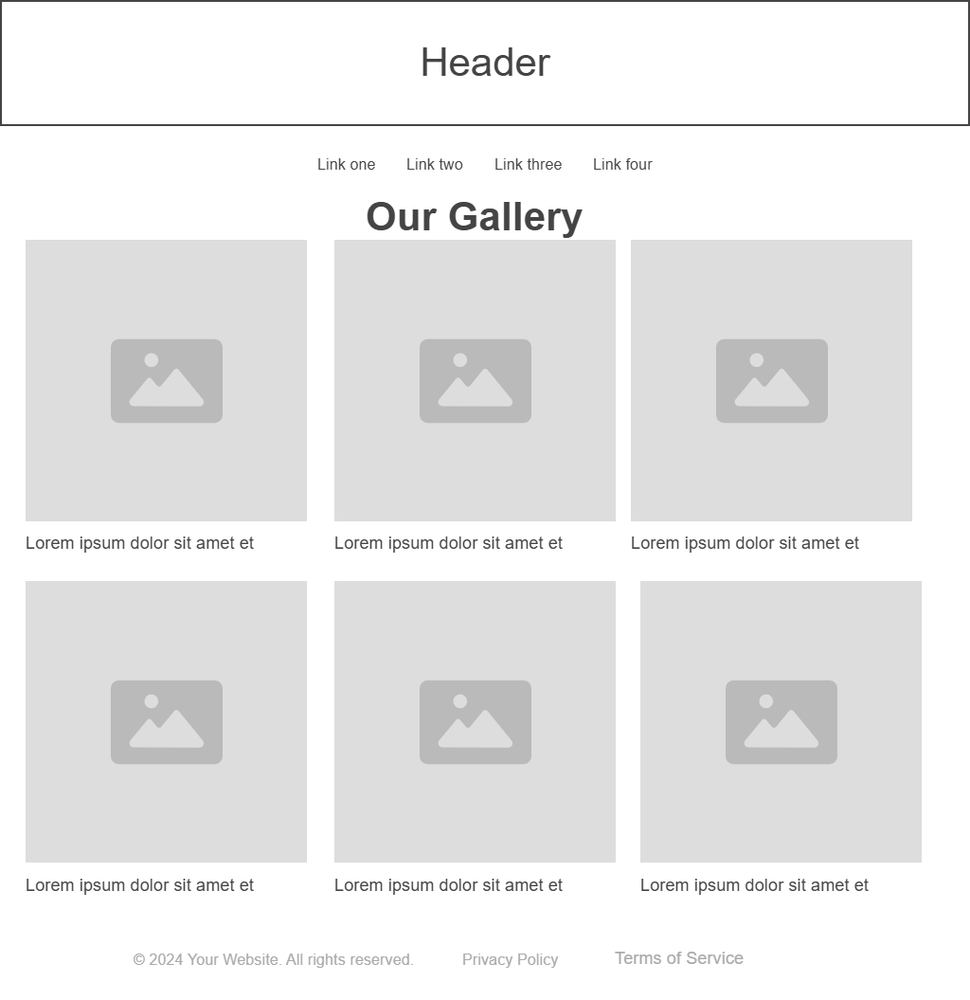 Header
Link one Link two Link three Link four
Our Gallery
Lorem ipsum dolor sit amet et Lorem ipsum dolor sit amet et Lorem ipsum dolor sit amet et
Lorem ipsum dolor sit amet et Lorem ipsum dolor sit amet et Lorem ipsum dolor sit amet et
© 2024 Your Website. All rights reserved. Privacy Policy Terms of Service